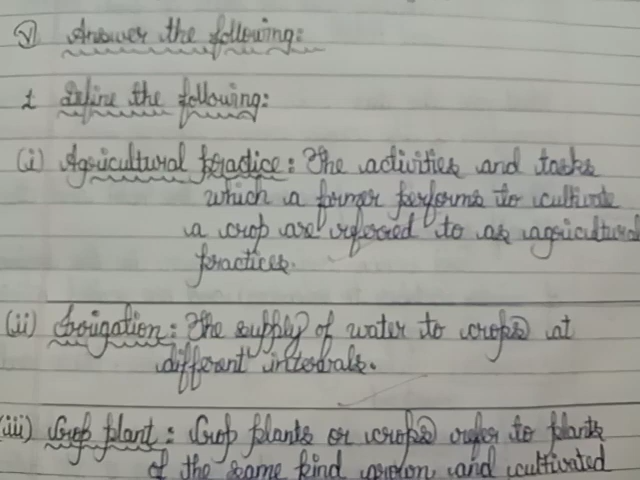 V) Answer the following:
1 Define the following:
(i) Agricultural practice: The activities and tasks
which a farmer performs to cultivate
a crop are referred to as agricultural
practices.
(ii) Irrigation: The supply of water to crops at
different intervals.
(iii) Crop plant: Crop plants or crops refer to plants
of the same kind grown and cultivated